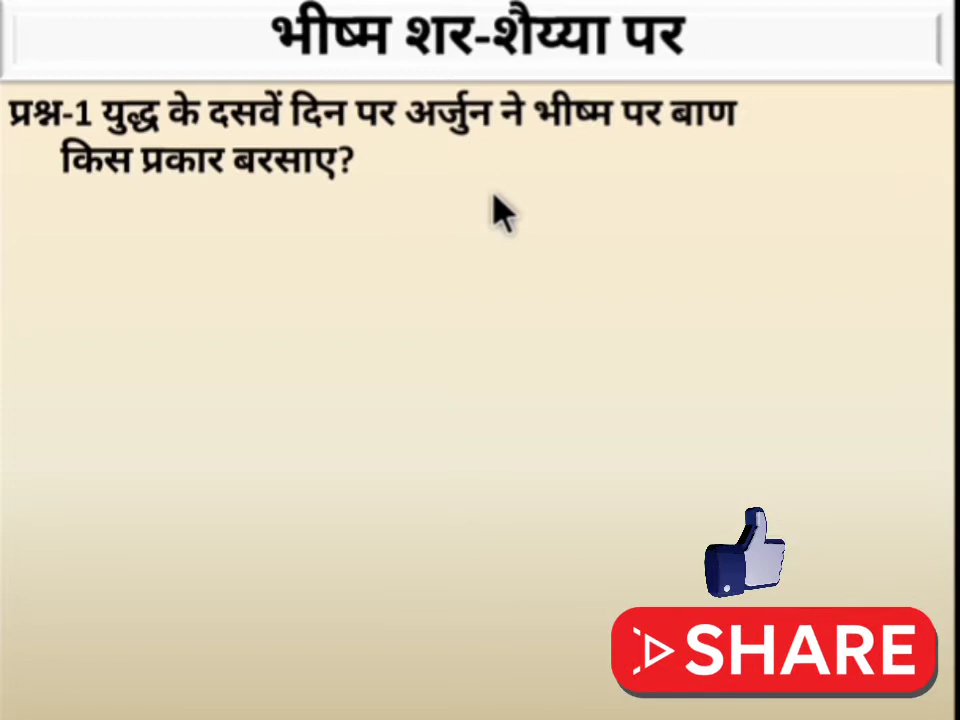 भीष्म शर-शैय्या पर
प्रश्न-1 युद्ध के दसवें दिन पर अर्जुन ने भीष्म पर बाण
किस प्रकार बरसाए?
SHARE